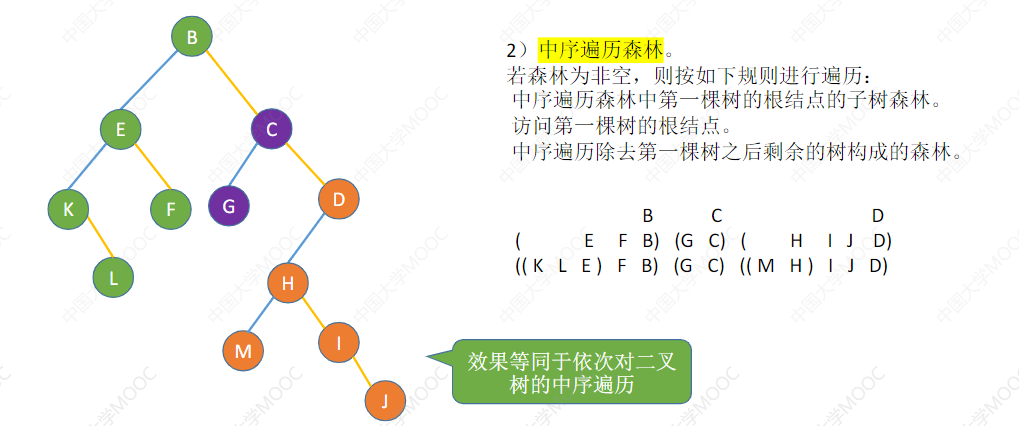 B
E
C
K
F
G
D
L
H
M
I
J
2）中序遍历森林。
若森林为非空，则按如下规则进行遍历：
中序遍历森林中第一棵树的根结点的子树森林。
访问第一棵树的根结点。
中序遍历除去第一棵树之后剩余的树构成的森林。
B C D
( E F B) (G C) ( H I J D)
(( K L E ) F B) (G C) (( M H ) I J D)
效果等同于依次对二叉
树的中序遍历
中国大学MOOC